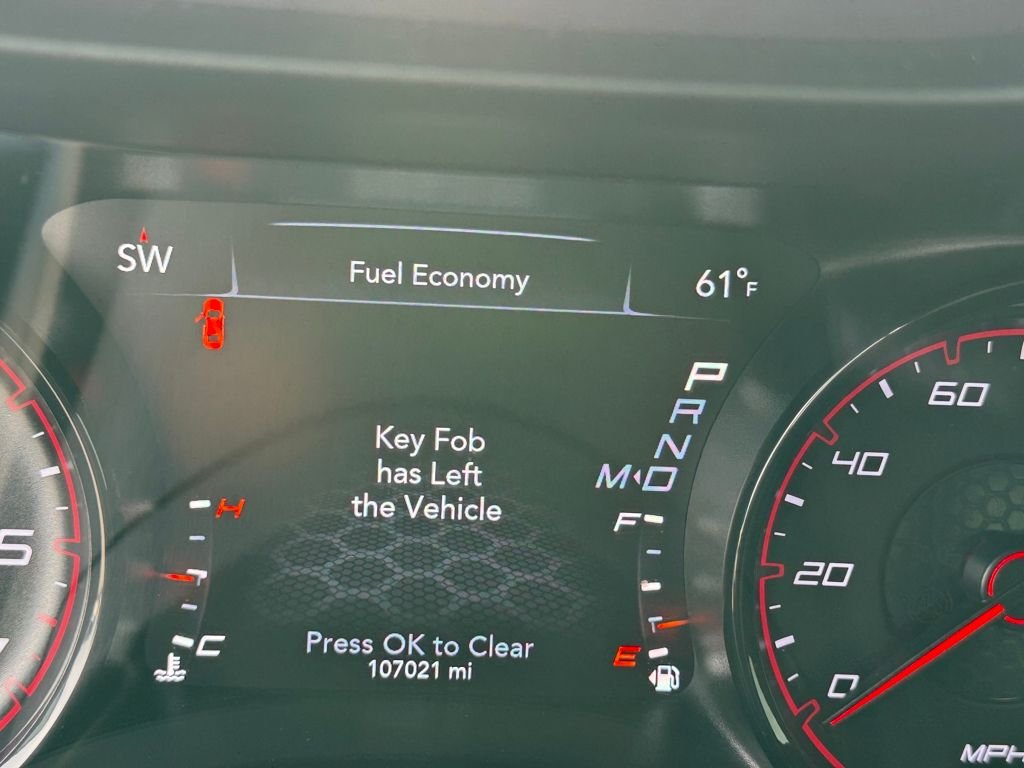 SW
Fuel Economy
61°F
P
R
N
M D
Key Fob
has Left
the Vehicle
H
F
C
E
Press OK to Clear
107021 mi
5
60
40
20
0
MPH